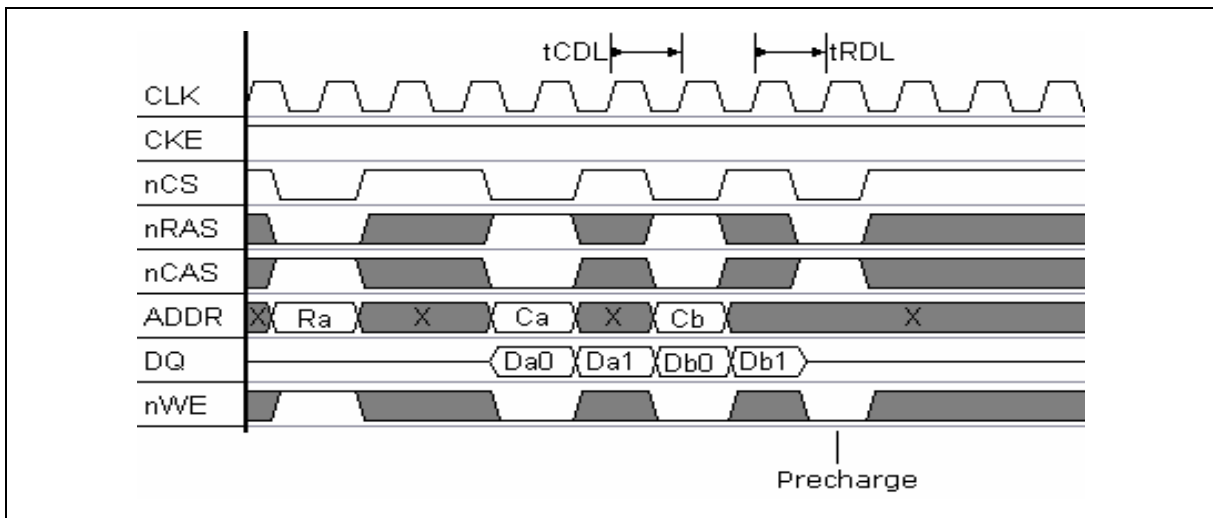 tCDL tRDL
CLK
CKE
nCS
nRAS
nCAS
ADDR X Ra X Ca X Cb X
DQ Da0 Da1 Db0 Db1
nWE
Precharge